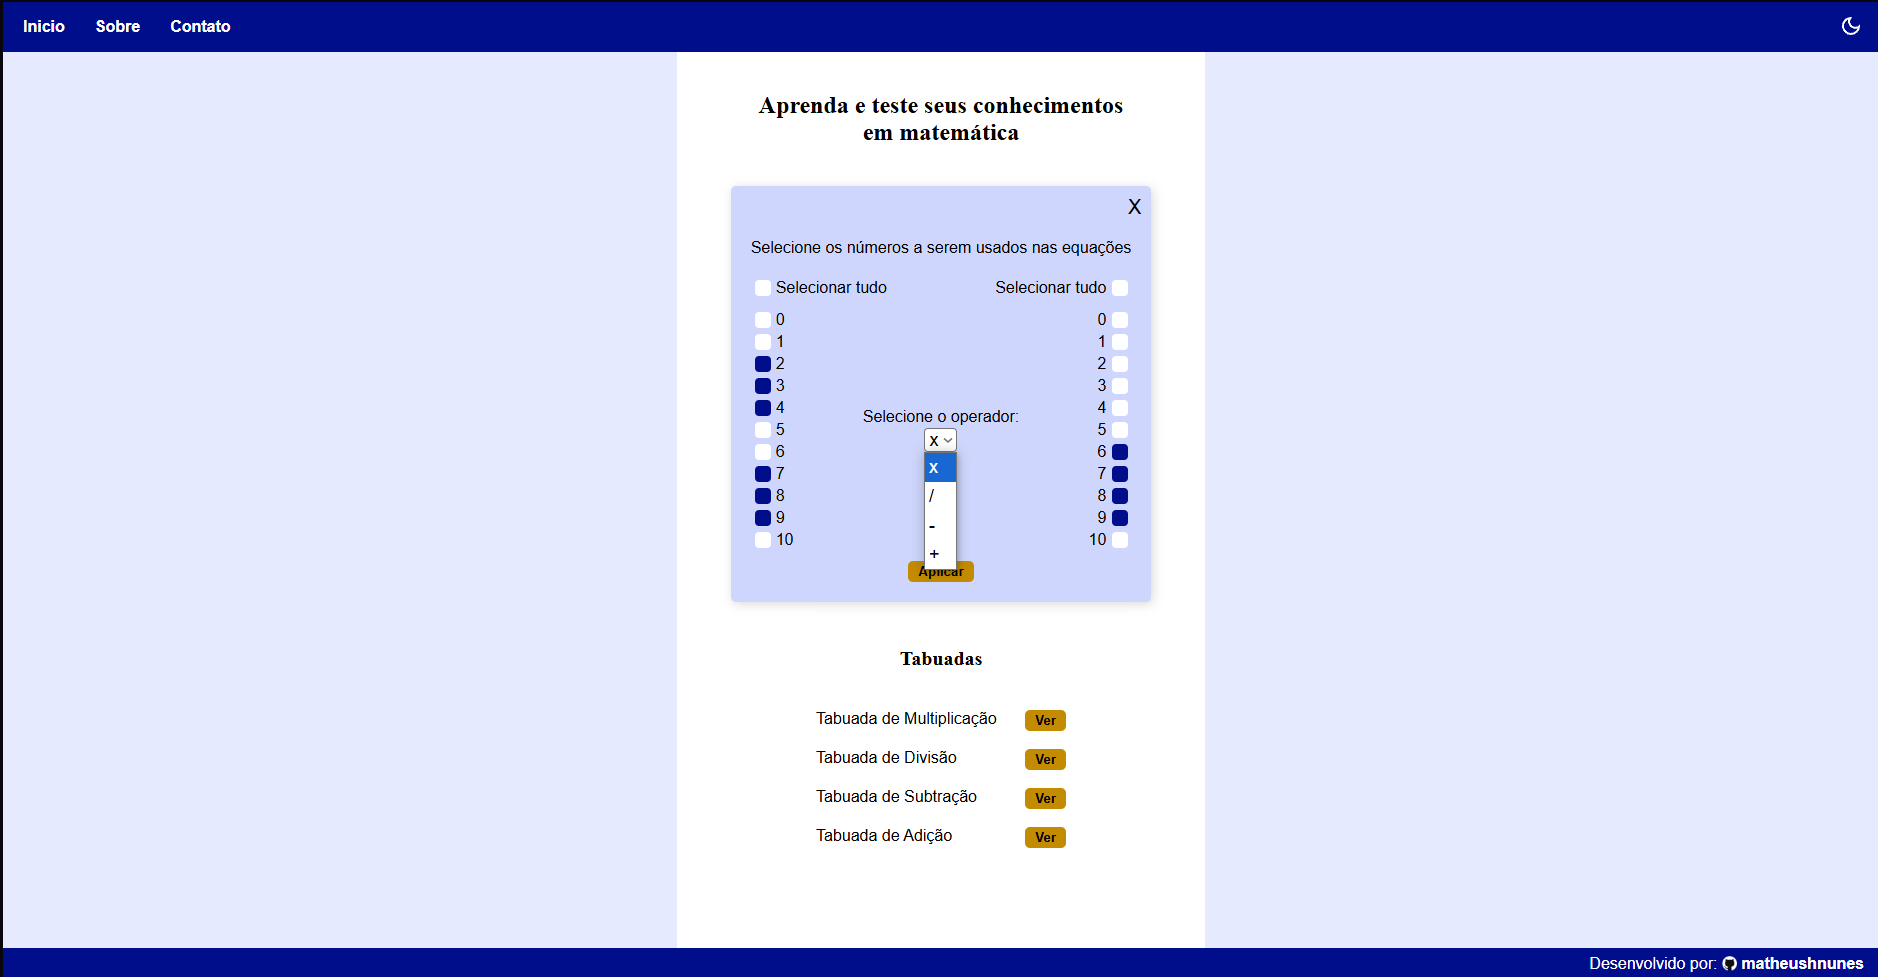 Inicio Sobre Contato
Aprenda e teste seus conhecimentos
em matemática
X
Selecione os números a serem usados nas equações
Selecionar tudo Selecionar tudo
0 0
1 1
2 2
3 3
4 4
Selecione o operador:
5 5
X
6 6
X
7 7
/
8 8
-
9 9
+
10 10
Aplicar
Tabuadas
Tabuada de Multiplicação Ver
Tabuada de Divisão Ver
Tabuada de Subtração Ver
Tabuada de Adição Ver
Desenvolvido por: matheushnunes